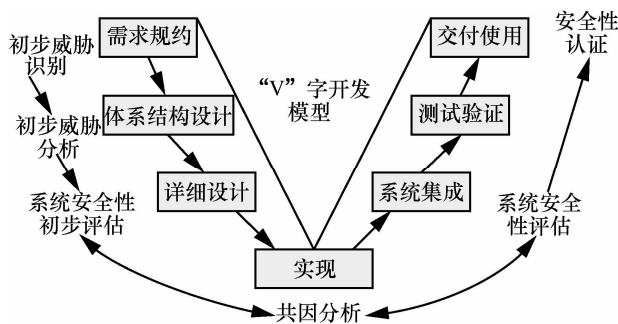 初步威胁
识别
初步威胁
分析
系统安全性
初步评估
需求规约
体系结构设计
详细设计
实现
“V”字开发
模型
交付使用
测试验证
系统集成
安全性
认证
系统安全
性评估
共因分析